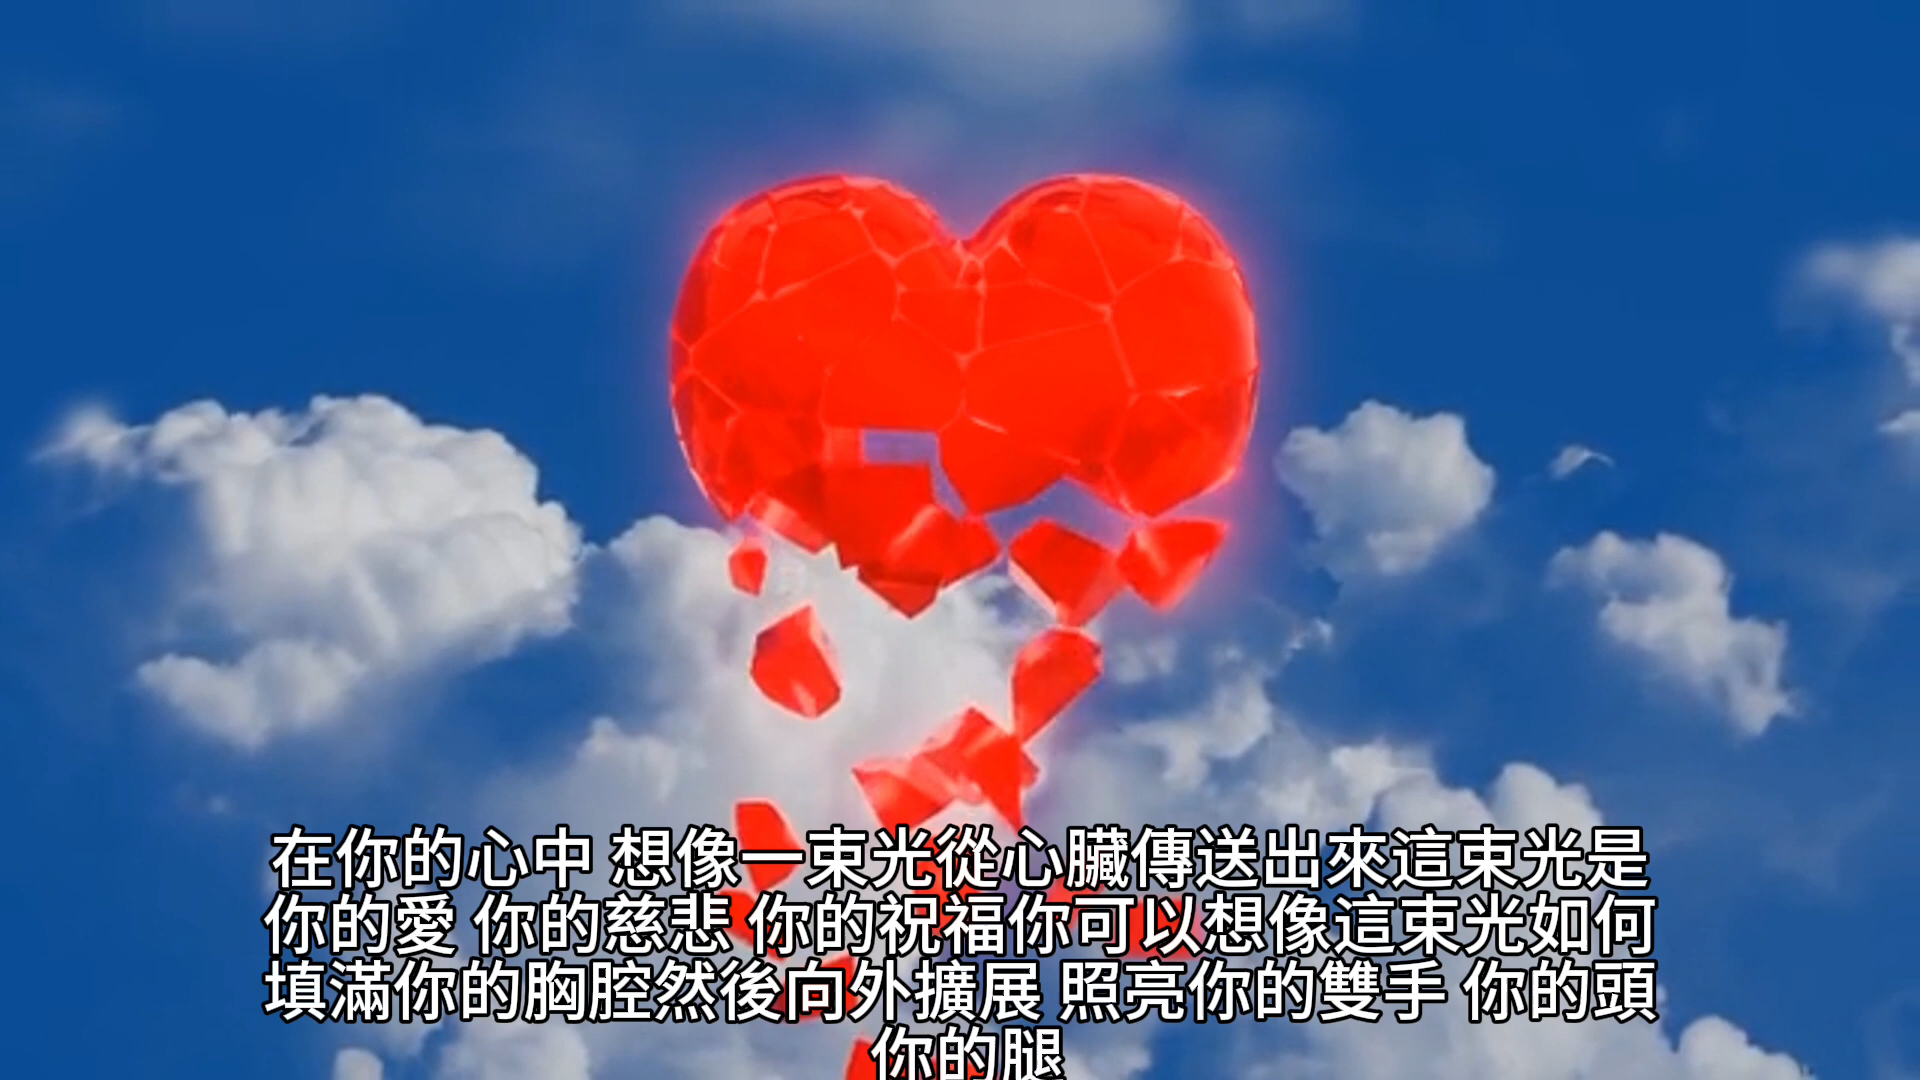 在你的心中 想像一束光從心臟傳送出來這束光是
你的愛 你的慈悲 你的祝福你可以想像這束光如何
填滿你的胸腔然後向外擴展 照亮你的雙手 你的頭
你的腿